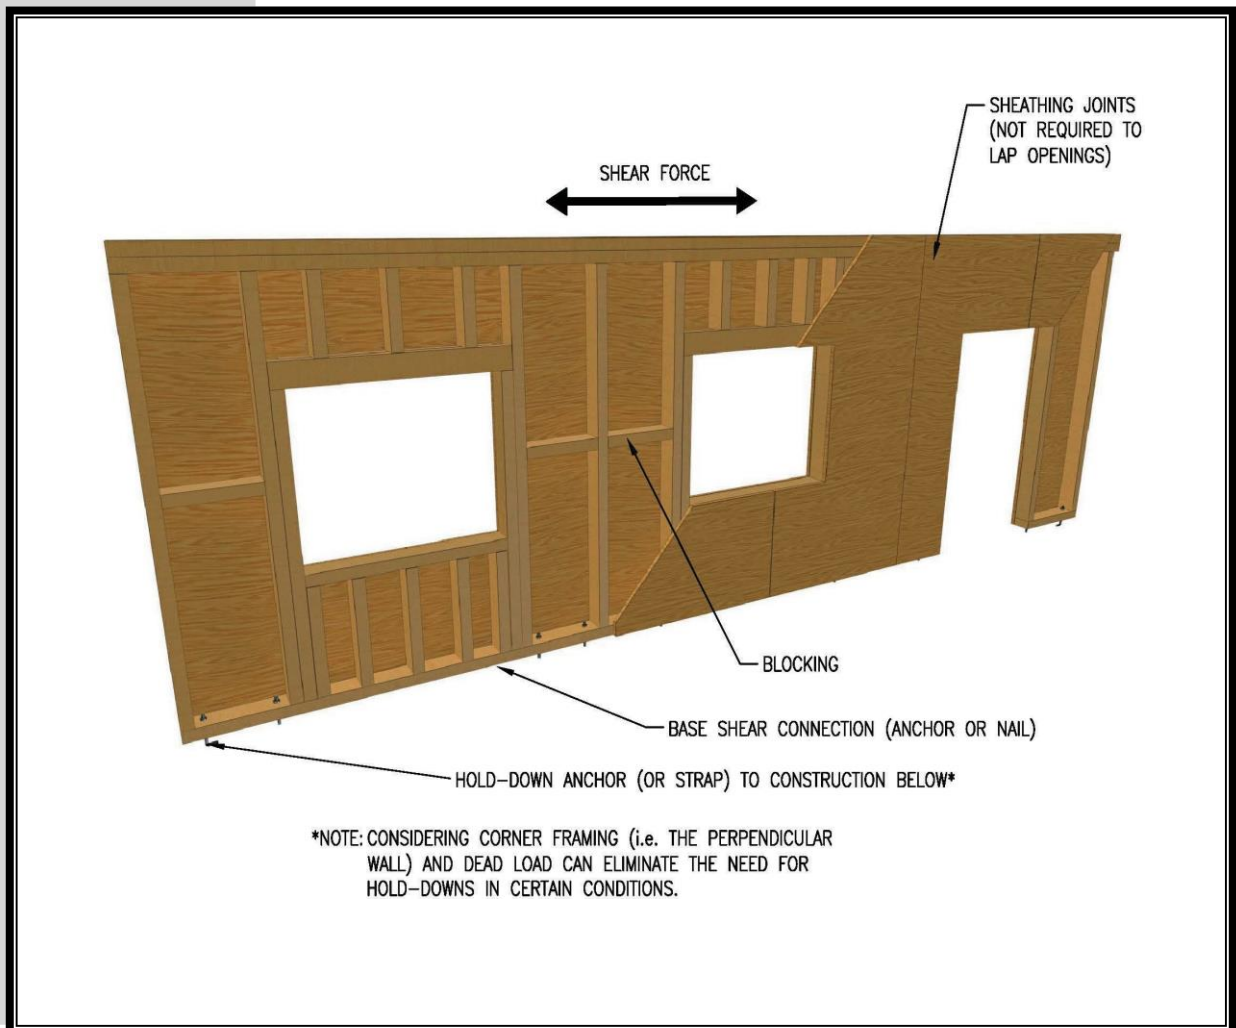 SHEATHING JOINTS
(NOT REQUIRED TO
LAP OPENINGS)
SHEAR FORCE
BLOCKING
BASE SHEAR CONNECTION (ANCHOR OR NAIL)
HOLD-DOWN ANCHOR (OR STRAP) TO CONSTRUCTION BELOW*
*NOTE: CONSIDERING CORNER FRAMING (i.e. THE PERPENDICULAR
WALL) AND DEAD LOAD CAN ELIMINATE THE NEED FOR
HOLD-DOWNS IN CERTAIN CONDITIONS.